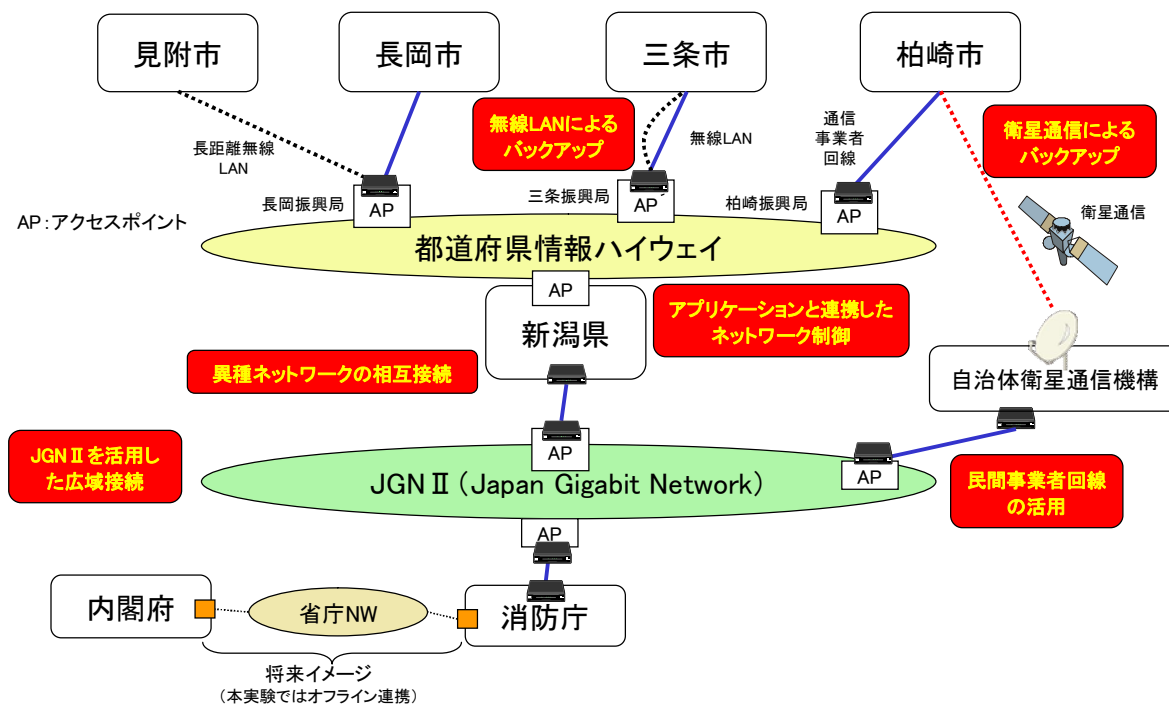 見附市
長岡市
三条市
柏崎市
無線LANによる
バックアップ
通信
事業者
回線
衛星通信による
バックアップ
長距離無線
LAN
無線LAN
長岡振興局
AP
三条振興局
AP
柏崎振興局
AP
衛星通信
AP:アクセスポイント
都道府県情報ハイウェイ
AP
新潟県
アプリケーションと連携した
ネットワーク制御
異種ネットワークの相互接続
自治体衛星通信機構
JGNⅡを活用し
た広域接続
AP
JGNⅡ(Japan Gigabit Network)
AP
民間事業者回線
の活用
AP
内閣府
省庁NW
消防庁
将来イメージ
(本実験ではオフライン連携)